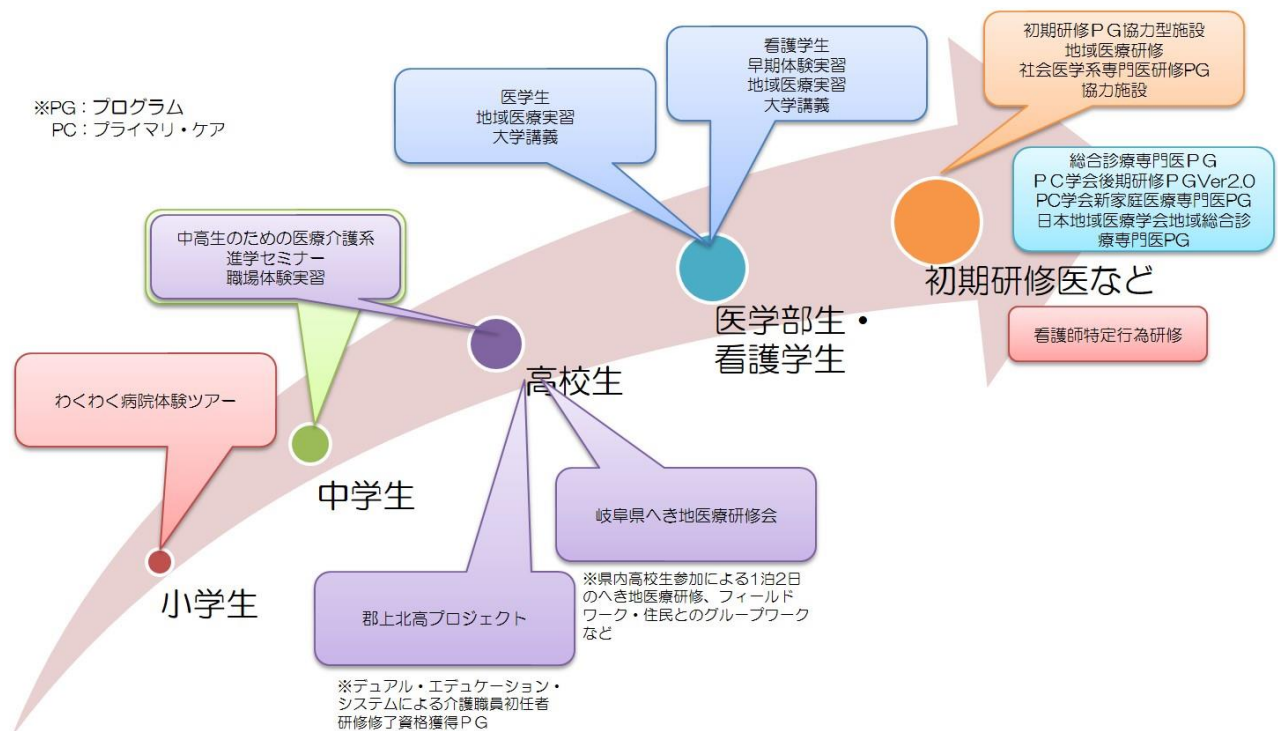 ※PG：プログラム
PC：プライマリ・ケア
わくわく病院体験ツアー
小学生
中高生のための医療介護系
進学セミナー
職場体験実習
中学生
高校生
郡上北高プロジェクト
※デュアル・エデュケーション・
システムによる介護職員初任者
研修修了資格獲得ＰＧ
岐阜県へき地医療研修会
※県内高校生参加による1泊2日
のへき地医療研修、フィールド
ワーク・住民とのグループワーク
など
医学生
地域医療実習
大学講義
看護学生
早期体験実習
地域医療実習
大学講義
医学部生・
看護学生
初期研修ＰＧ協力型施設
地域医療研修
社会医学系専門医研修PG
協力施設
総合診療専門医ＰＧ
ＰＣ学会後期研修ＰＧVer2.0
PC学会新家庭医療専門医PG
日本地域医療学会地域総合診
療専門医PG
初期研修医など
看護師特定行為研修